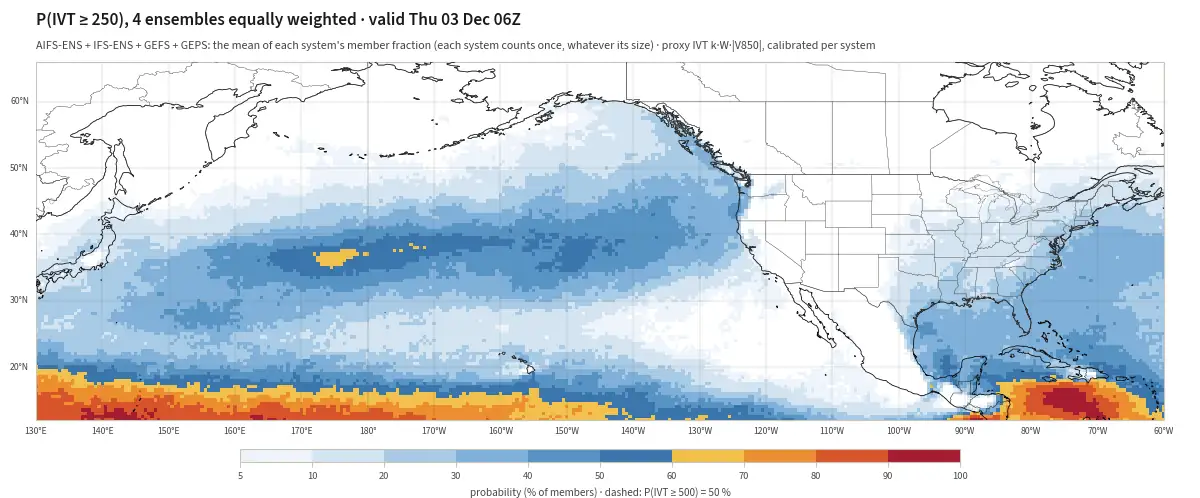 P(IVT ≥ 250), 4 ensembles equally weighted · valid Thu 03 Dec 06Z
AIFS-ENS + IFS-ENS + GEFS + GEPS: the mean of each system's member fraction (each system counts once, whatever its size) · proxy IVT k·W·|V850|, calibrated per system
60°N
50°N
40°N
30°N
20°N
130°E 140°E 150°E 160°E 170°E 180° 170°W 160°W 150°W 140°W 130°W 120°W 110°W 100°W 90°W 80°W 70°W 60°W
5 10 20 30 40 50 60 70 80 90 100
probability (% of members) · dashed: P(IVT ≥ 500) = 50 %